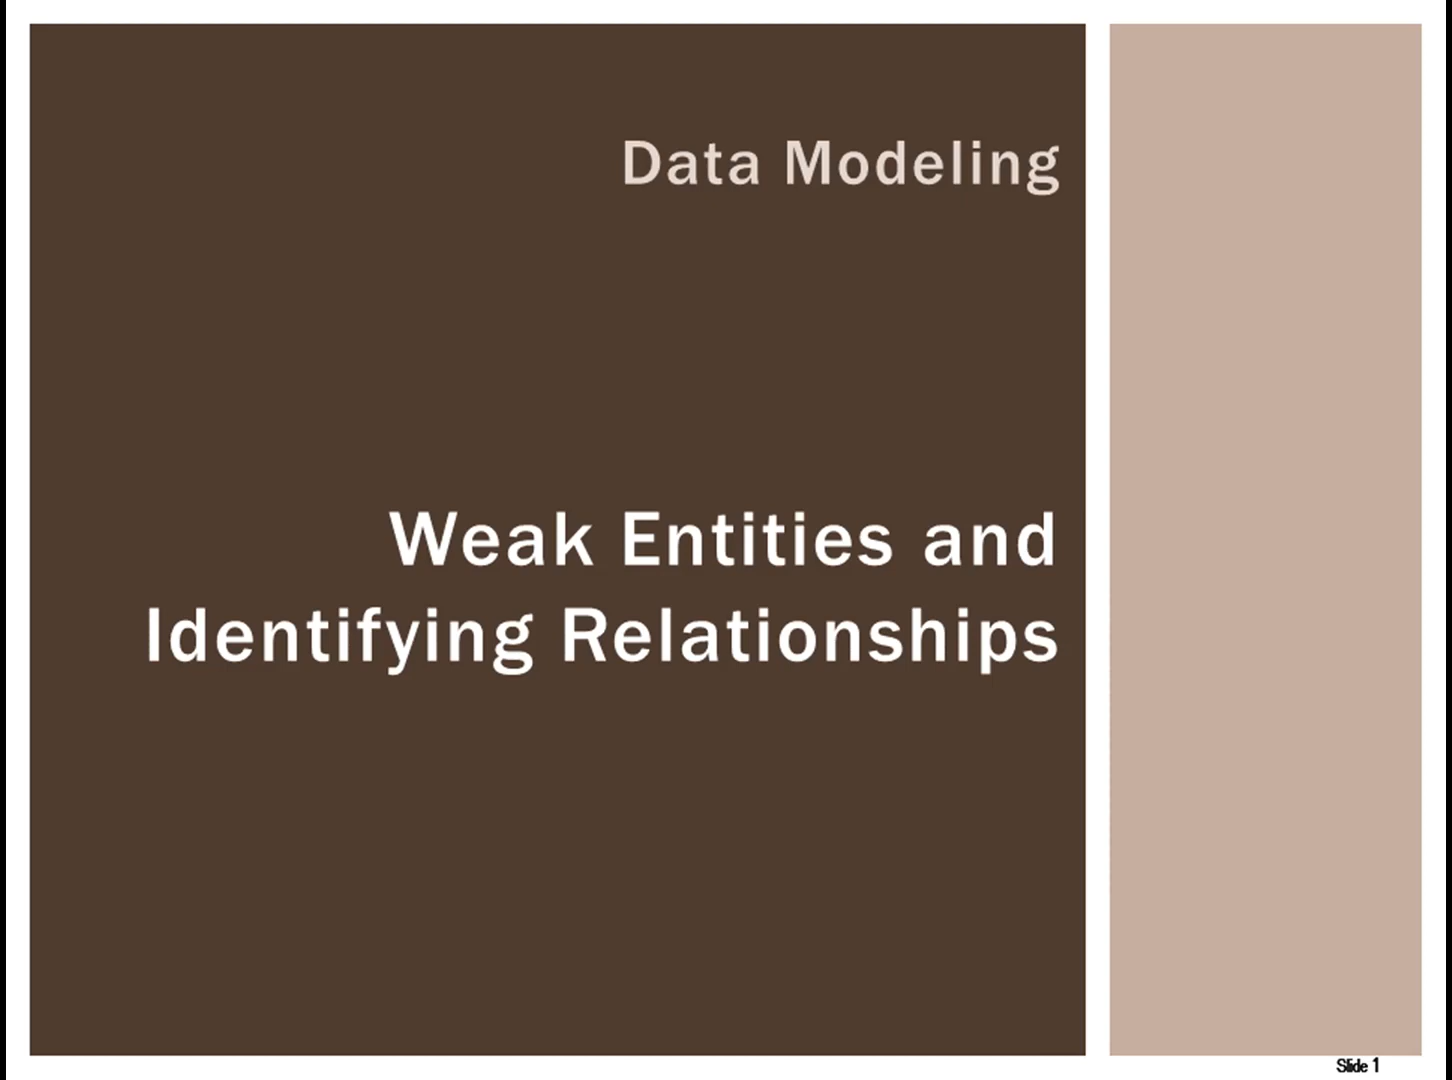 Data Modeling
Weak Entities and
Identifying Relationships
Slide 1